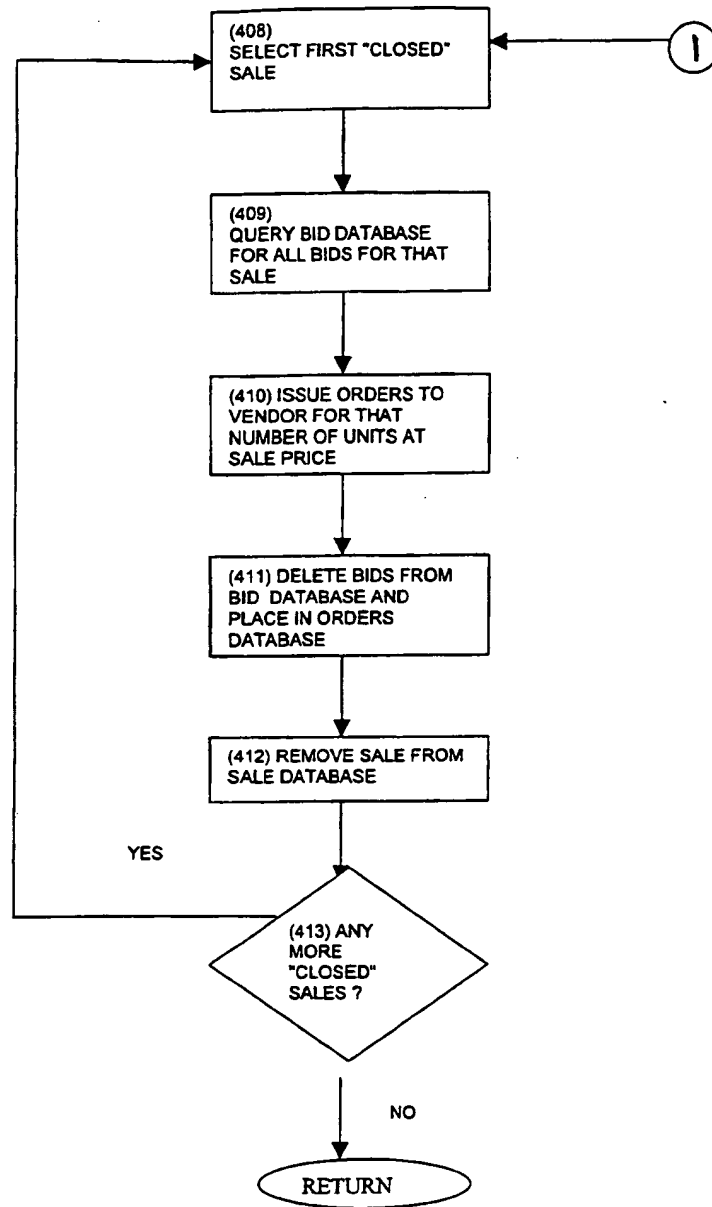 (408)
SELECT FIRST "CLOSED"
SALE
1
(409)
QUERY BID DATABASE
FOR ALL BIDS FOR THAT
SALE
(410) ISSUE ORDERS TO
VENDOR FOR THAT
NUMBER OF UNITS AT
SALE PRICE
(411) DELETE BIDS FROM
BID DATABASE AND
PLACE IN ORDERS
DATABASE
(412) REMOVE SALE FROM
SALE DATABASE
YES
(413) ANY
MORE
"CLOSED"
SALES ?
NO
RETURN